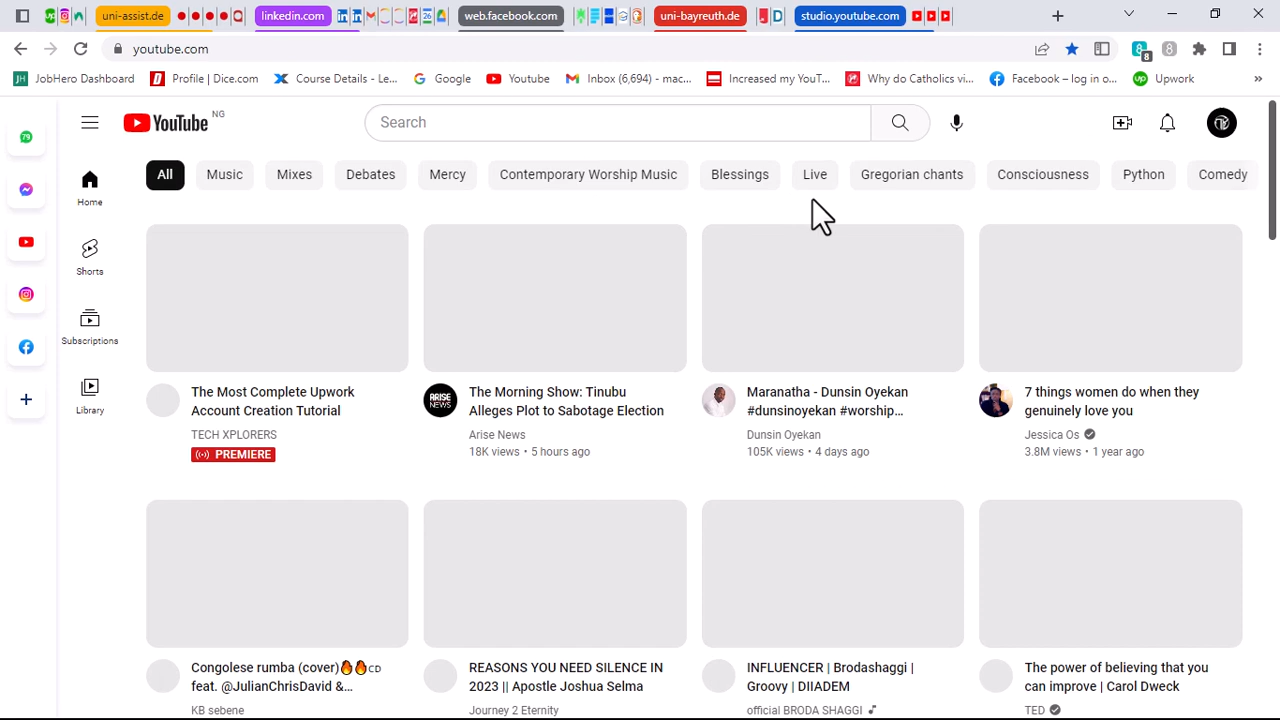 uni-assist.de linkedin.com web.facebook.com uni-bayreuth.de studio.youtube.com
youtube.com
JobHero Dashboard Profile | Dice.com Course Details - Le... Google Youtube Inbox (6,694) - mac... Increased my YouT... Why do Catholics vi... Facebook – log in o... Upwork »
YouTube NG
Search
All Music Mixes Debates Mercy Contemporary Worship Music Blessings Live Gregorian chants Consciousness Python Comedy
Home
Shorts
Subscriptions
Library
The Most Complete Upwork
Account Creation Tutorial
TECH XPLORERS
PREMIERE
ARISE NEWS
The Morning Show: Tinubu
Alleges Plot to Sabotage Election
Arise News
18K views • 5 hours ago
Maranatha - Dunsin Oyekan
#dunsinoyekan #worship...
Dunsin Oyekan
105K views • 4 days ago
7 things women do when they
genuinely love you
Jessica Os
3.8M views • 1 year ago
Congolese rumba (cover)🔥🔥CD
feat. @JulianChrisDavid &...
KB sebene
REASONS YOU NEED SILENCE IN
2023 || Apostle Joshua Selma
Journey 2 Eternity
INFLUENCER | Brodashaggi |
Groovy | DIIADEM
official BRODA SHAGGI
The power of believing that you
can improve | Carol Dweck
TED